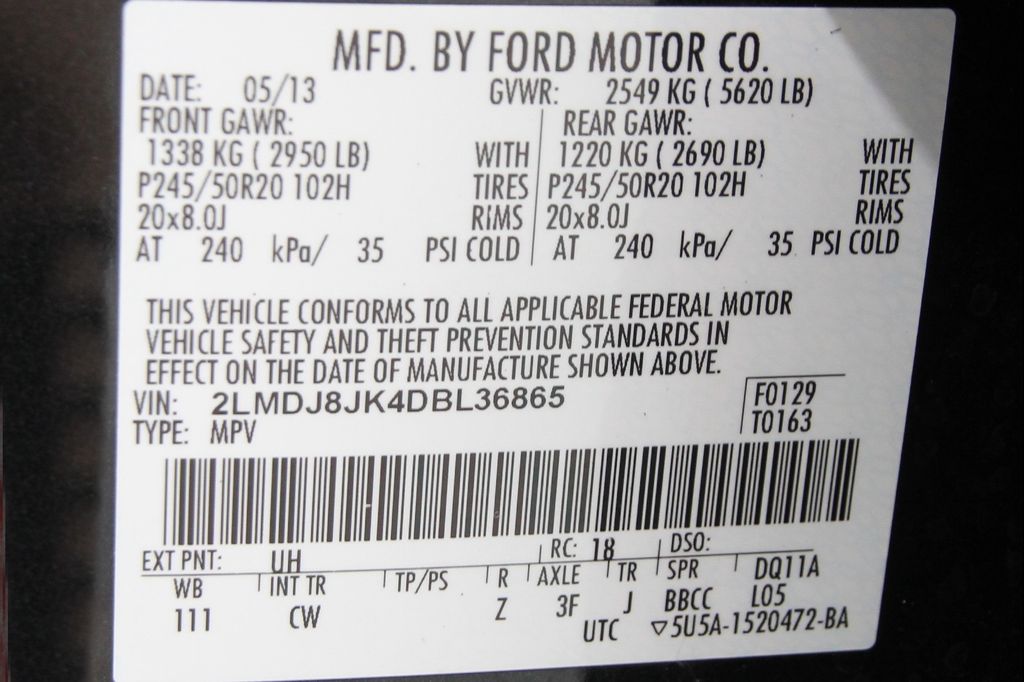 MFD. BY FORD MOTOR CO.
DATE: 05/13 GVWR: 2549 KG ( 5620 LB)
FRONT GAWR: REAR GAWR:
1338 KG ( 2950 LB) WITH 1220 KG ( 2690 LB) WITH
P245/50R20 102H TIRES P245/50R20 102H TIRES
20x8.0J RIMS 20x8.0J RIMS
AT 240 kPa/ 35 PSI COLD AT 240 kPa/ 35 PSI COLD
THIS VEHICLE CONFORMS TO ALL APPLICABLE FEDERAL MOTOR
VEHICLE SAFETY AND THEFT PREVENTION STANDARDS IN
EFFECT ON THE DATE OF MANUFACTURE SHOWN ABOVE.
VIN: 2LMDJ8JK4DBL36865 F0129
TYPE: MPV T0163
EXT PNT: UH RC: 18 DSO:
WB INT TR TP/PS R AXLE TR SPR DQ11A
111 CW Z 3F J BBCC L05
UTC ▽5U5A-1520472-BA